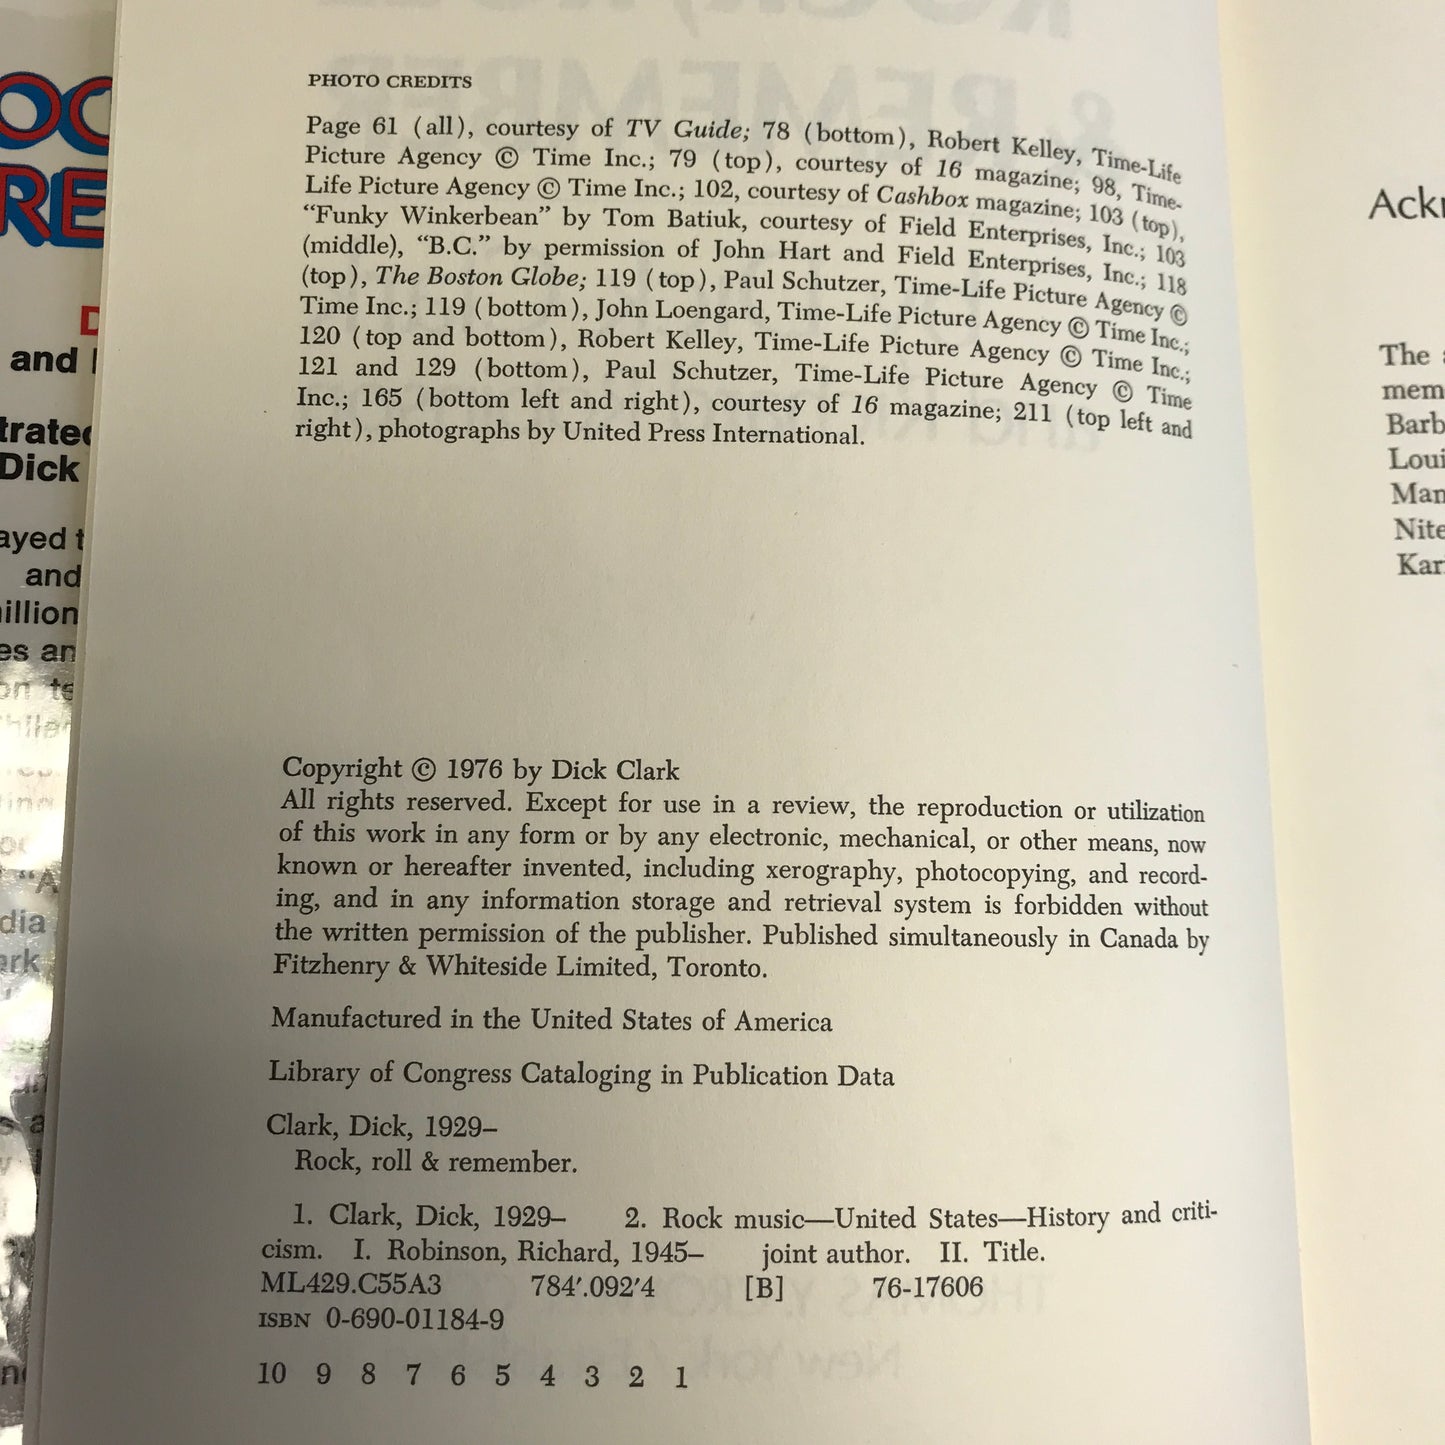 PHOTO CREDITS
Page 61 (all), courtesy of TV Guide; 78 (bottom), Robert Kelley, Time-Life
Picture Agency © Time Inc.; 79 (top), courtesy of 16 magazine; 98, Time-
Life Picture Agency © Time Inc.; 102, courtesy of Cashbox magazine; 103 (top),
“Funky Winkerbean” by Tom Batiuk, courtesy of Field Enterprises, Inc.; 103
(middle), “B.C.” by permission of John Hart and Field Enterprises, Inc.; 118
(top), The Boston Globe; 119 (top), Paul Schutzer, Time-Life Picture Agency ©
Time Inc.; 119 (bottom), John Loengard, Time-Life Picture Agency © Time Inc.;
120 (top and bottom), Robert Kelley, Time-Life Picture Agency © Time Inc.;
121 and 129 (bottom), Paul Schutzer, Time-Life Picture Agency © Time
Inc.; 165 (bottom left and right), courtesy of 16 magazine; 211 (top left and
right), photographs by United Press International.
Copyright © 1976 by Dick Clark
All rights reserved. Except for use in a review, the reproduction or utilization
of this work in any form or by any electronic, mechanical, or other means, now
known or hereafter invented, including xerography, photocopying, and record-
ing, and in any information storage and retrieval system is forbidden without
the written permission of the publisher. Published simultaneously in Canada by
Fitzhenry & Whiteside Limited, Toronto.
Manufactured in the United States of America
Library of Congress Cataloging in Publication Data
Clark, Dick, 1929–
Rock, roll & remember.
1. Clark, Dick, 1929– 2. Rock music—United States—History and criti-
cism. I. Robinson, Richard, 1945– joint author. II. Title.
ML429.C55A3 784′.092′4 [B] 76-17606
ISBN 0-690-01184-9
10 9 8 7 6 5 4 3 2 1
and
Dick
and
The